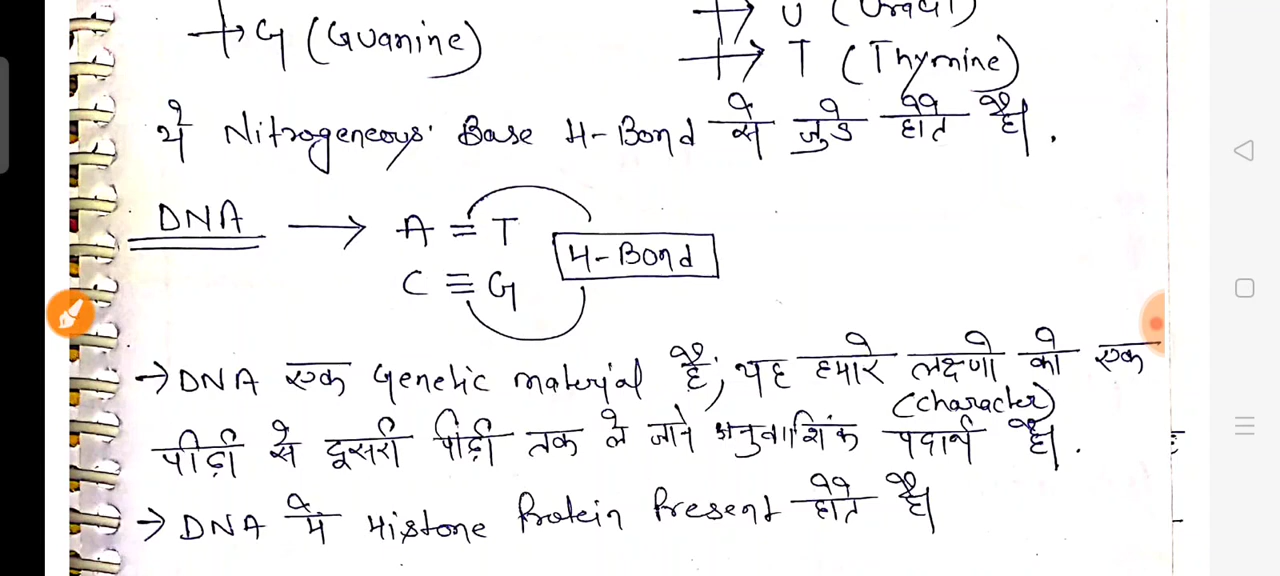 → G (Guanine)
→ U (Uracil)
→ T (Thymine)
ये Nitrogeneous Base H-Bond से जुडे होते है।.
DNA → A = T
H-Bond
C ≡ G
→ DNA एक Genetic material है, यह हमारे लक्षणो को एक
(character)
पीढ़ी से दूसरी पीढ़ी तक ले जाने अनुवाशिंक पदार्थ है।.
→ DNA में Histone Protein Present होते है।